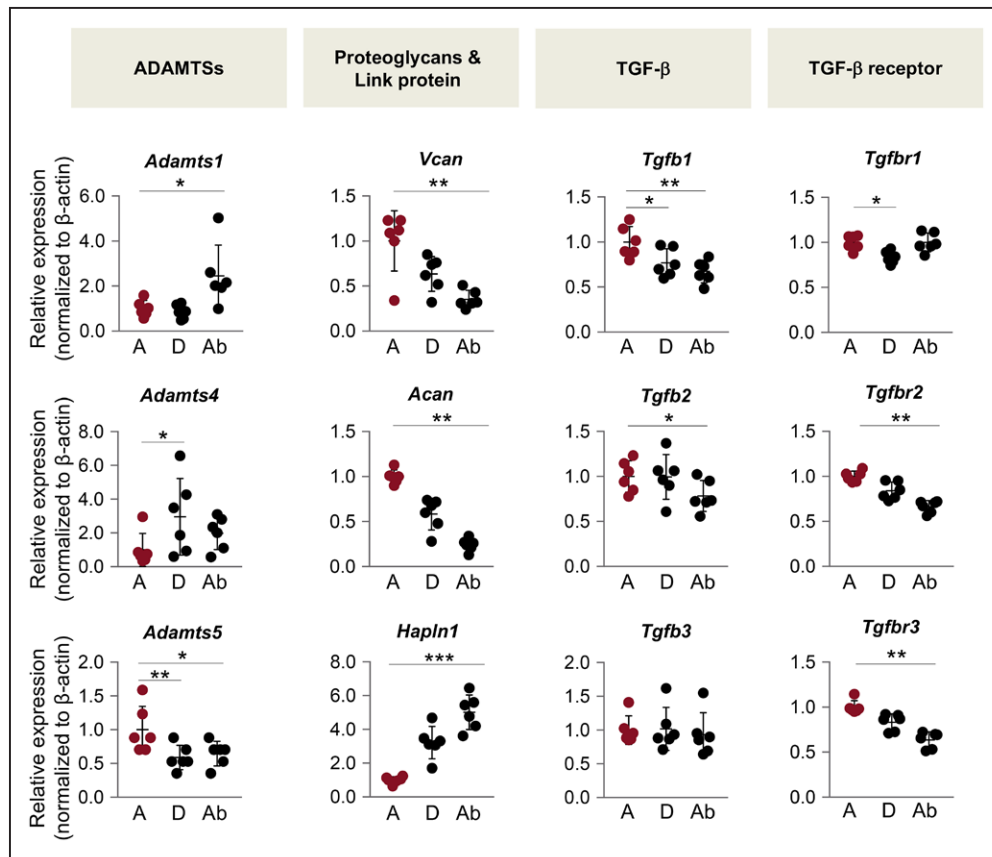 ADAMTSs
Proteoglycans &
Link protein
TGF-β
TGF-β receptor
Relative expression
(normalized to β-actin)
Adamts1
*
6.0
4.0
2.0
0.0
A D Ab
Vcan
**
1.5
1.0
0.5
0.0
A D Ab
Tgfb1
**
*
1.5
1.0
0.5
0
A D Ab
Tgfbr1
*
1.5
1.0
0.5
0
A D Ab
Relative expression
(normalized to β-actin)
Adamts4
*
8.0
6.0
4.0
2.0
0.0
A D Ab
Acan
**
1.5
1.0
0.5
0
A D Ab
Tgfb2
*
1.5
1.0
0.5
0
A D Ab
Tgfbr2
**
1.5
1.0
0.5
0
A D Ab
Relative expression
(normalized to β-actin)
Adamts5
*
**
2.0
1.5
1.0
0.5
0.0
A D Ab
Hapln1
***
8.0
6.0
4.0
2.0
0.0
A D Ab
Tgfb3
2.0
1.5
1.0
0.5
0.0
A D Ab
Tgfbr3
**
1.5
1.0
0.5
0.0
A D Ab